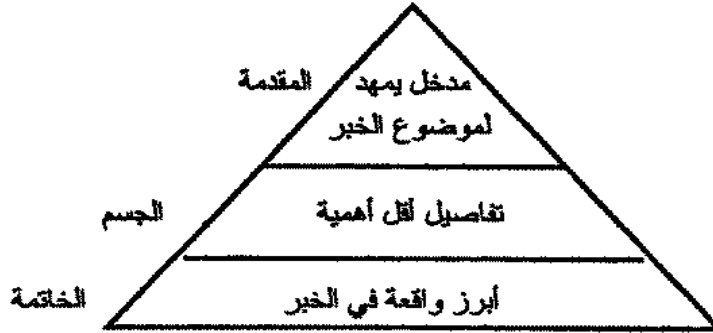 مدخل يمهد
المقدمة
لموضوع الخبر
الجسم
تفاصيل أقل أهمية
الخاتمة
أبرز واقعة في الخبر